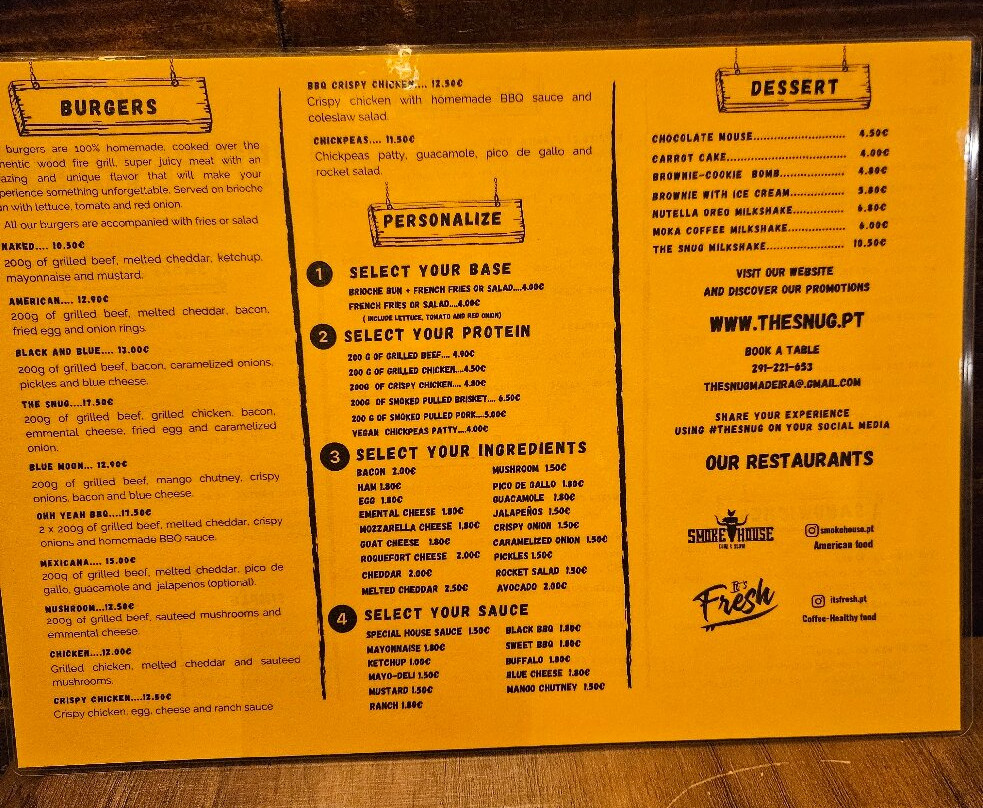 BURGERS
burgers are 100% homemade, cooked over the
hentic wood fire grill, super juicy meat with an
azing and unique flavor that will make your
perience something unforgettable. Served on brioche
n with lettuce, tomato and red onion.
All our burgers are accompanied with fries or salad
NAKED.... 10.50€
200g of grilled beef, melted cheddar, ketchup,
mayonnaise and mustard.
AMERICAN.... 12.90€
200g of grilled beef, melted cheddar, bacon,
fried egg and onion rings.
BLACK AND BLUE.... 13.00€
200g of grilled beef, bacon, caramelized onions,
pickles and blue cheese.
THE SNUG....17.50€
200g of grilled beef, grilled chicken, bacon,
emmental cheese, fried egg and caramelized
onion.
BLUE MOON... 12.90€
200g of grilled beef, mango chutney, crispy
onions, bacon and blue cheese.
OHH YEAH BBQ....17.50€
2 x 200g of grilled beef, melted cheddar, crispy
onions and homemade BBQ sauce.
MEXICANA.... 15.00€
200g of grilled beef, melted cheddar, pico de
gallo, guacamole and jalapenos (optional).
MUSHROOM...12.50€
200g of grilled beef, sauteed mushrooms and
emmental cheese.
CHICKEN....12.00€
Grilled chicken, melted cheddar and sauteed
mushrooms.
CRISPY CHICKEN....12.50€
Crispy chicken, egg, cheese and ranch sauce
BBQ CRISPY CHICKEN.... 12.50€
Crispy chicken with homemade BBQ sauce and
coleslaw salad.
CHICKPEAS.... 11.50€
Chickpeas patty, guacamole, pico de gallo and
rocket salad.
PERSONALIZE
1 SELECT YOUR BASE
BRIOCHE BUN + FRENCH FRIES OR SALAD....4.00€
FRENCH FRIES OR SALAD....4.00€
( INCLUDE LETTUCE, TOMATO AND RED ONION)
2 SELECT YOUR PROTEIN
200 G OF GRILLED BEEF.... 4.90€
200 G OF GRILLED CHICKEN....4.50€
200G OF CRISPY CHICKEN.... 4.80€
200G OF SMOKED PULLED BRISKET.... 6.50€
200 G OF SMOKED PULLED PORK....5.00€
VEGAN CHICKPEAS PATTY....4.00€
3 SELECT YOUR INGREDIENTS
BACON 2.00€
HAM 1.80€
EGG 1.80€
EMENTAL CHEESE 1.80€
MOZZARELLA CHEESE 1,80€
GOAT CHEESE 1.80€
ROQUEFORT CHEESE 2.00€
CHEDDAR 2.00€
MELTED CHEDDAR 2.50€
MUSHROOM 1.50€
PICO DE GALLO 1.80€
GUACAMOLE 1.80€
JALAPEÑOS 1.50€
CRISPY ONION 1.50€
CARAMELIZED ONION 1.50€
PICKLES 1.50€
ROCKET SALAD 1.50€
AVOCADO 2.00€
4 SELECT YOUR SAUCE
SPECIAL HOUSE SAUCE 1.50€
MAYONNAISE 1.80€
KETCHUP 1.00€
MAYO-DELI 1.50€
MUSTARD 1.50€
RANCH 1.80€
BLACK BBQ 1.80€
SWEET BBQ 1.80€
BUFFALO 1.80€
BLUE CHEESE 1.80€
MANGO CHUTNEY 1.50€
DESSERT
CHOCOLATE MOUSE............................ 4.50€
CARROT CAKE.................................... 4.00€
BROWNIE-COOKIE BOMB.................... 4.80€
BROWNIE WITH ICE CREAM................ 5.80€
NUTELLA OREO MILKSHAKE............... 6.80€
MOKA COFFEE MILKSHAKE................ 6.00€
THE SNUG MILKSHAKE...................... 10.50€
VISIT OUR WEBSITE
AND DISCOVER OUR PROMOTIONS
WWW.THESNUG.PT
BOOK A TABLE
291-221-653
THESNUGMADEIRA@.GMAIL.COM
SHARE YOUR EXPERIENCE
USING #THESNUG ON YOUR SOCIAL MEDIA
OUR RESTAURANTS
SMOKE HOUSE
smokehouse.pt
American food
It's
Fresh
itsfresh.pt
Coffee-Healthy food